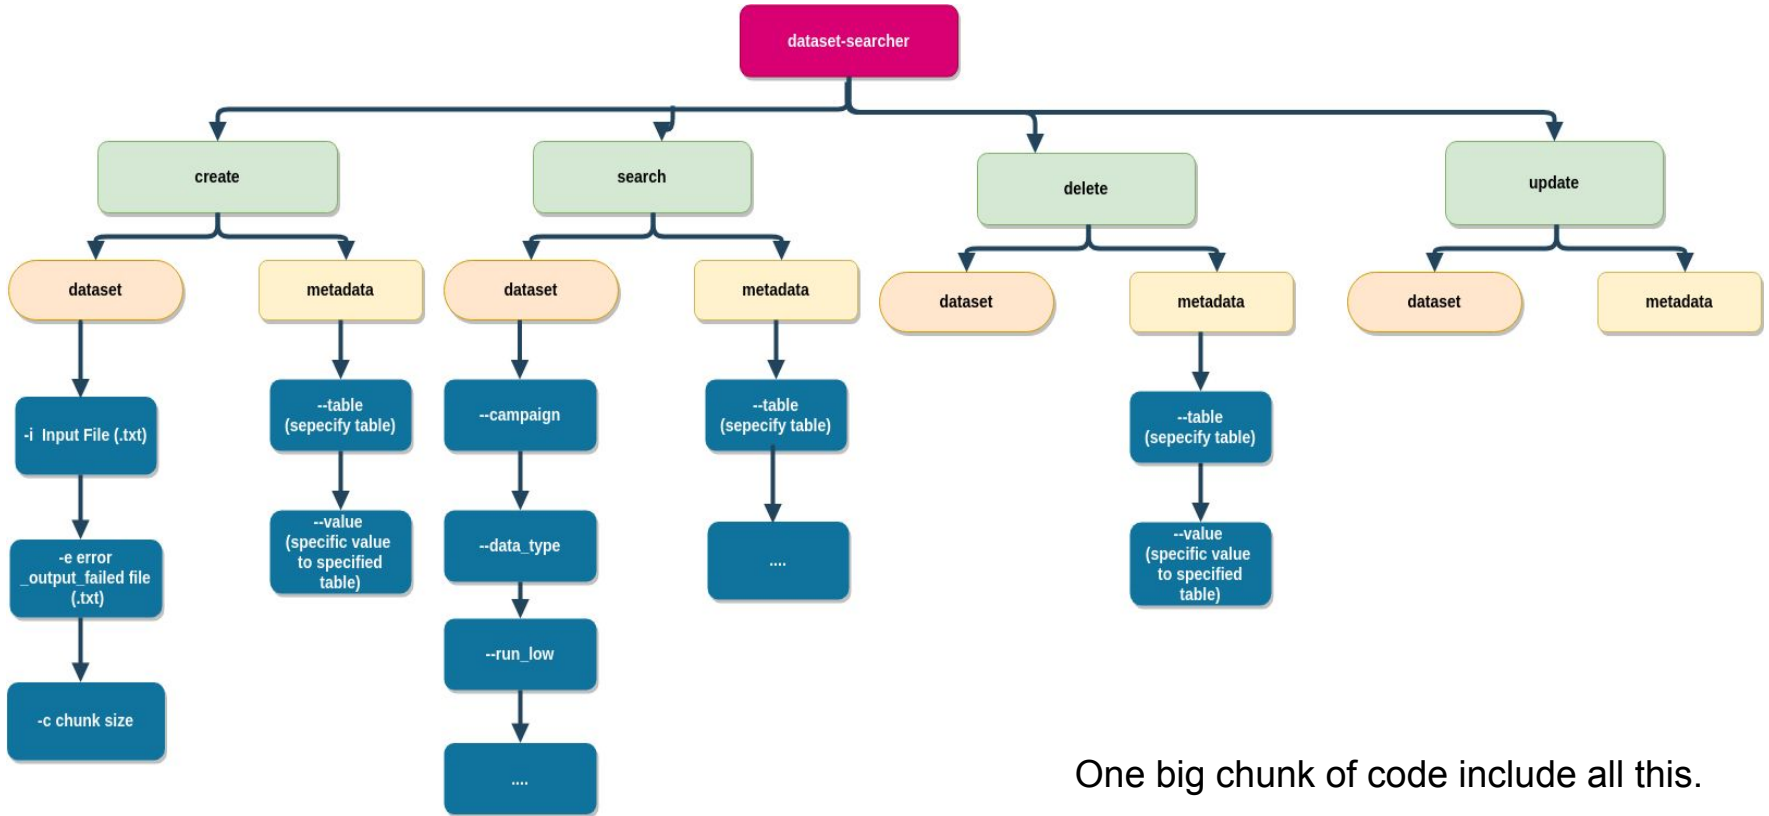 dataset-searcher
create
search
delete
update
dataset
metadata
dataset
metadata
dataset
metadata
dataset
metadata
-i Input File (.txt)
-e error
_output_failed file
(.txt)
-c chunk size
--table
(sepecify table)
--value
(specific value
to specified
table)
--campaign
--data_type
--run_low
....
--table
(sepecify table)
....
--table
(sepecify table)
--value
(specific value
to specified
table)
One big chunk of code include all this.